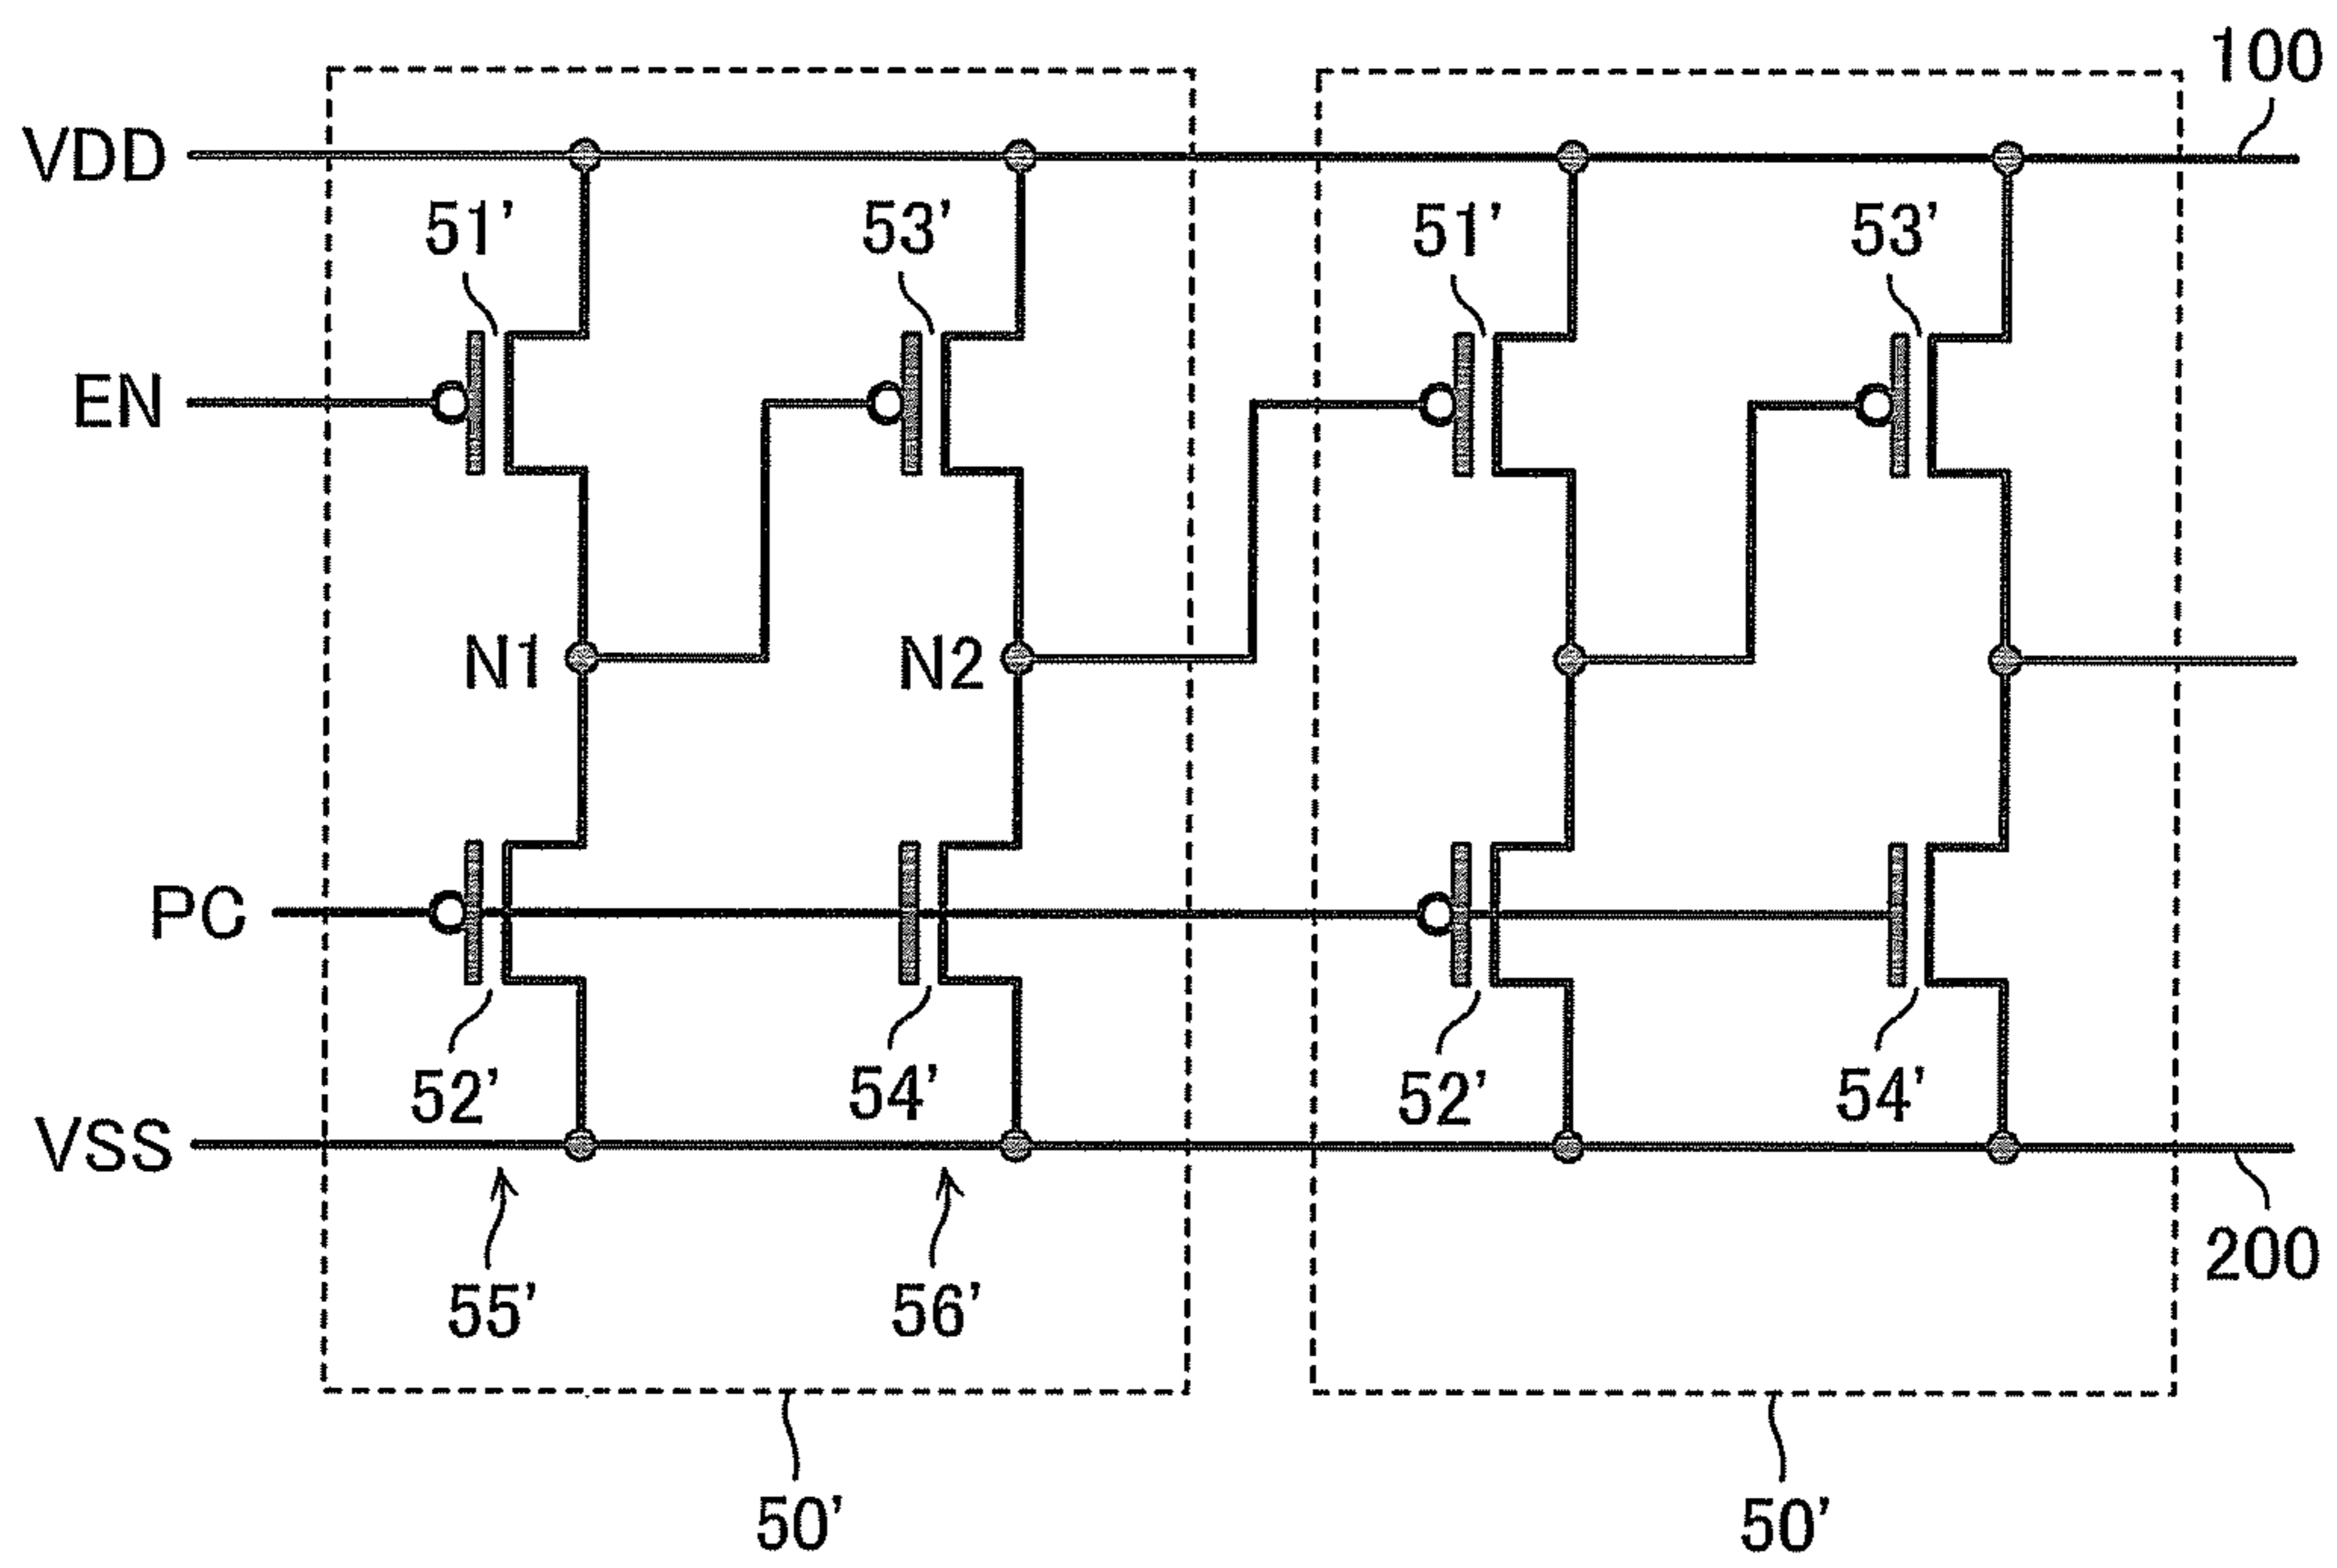 100
VDD
51’ 53’ 51’ 53’
EN
N1 N2
PC
52’ 54’ 52’ 54’
VSS
200
55’ 56’
50’ 50’